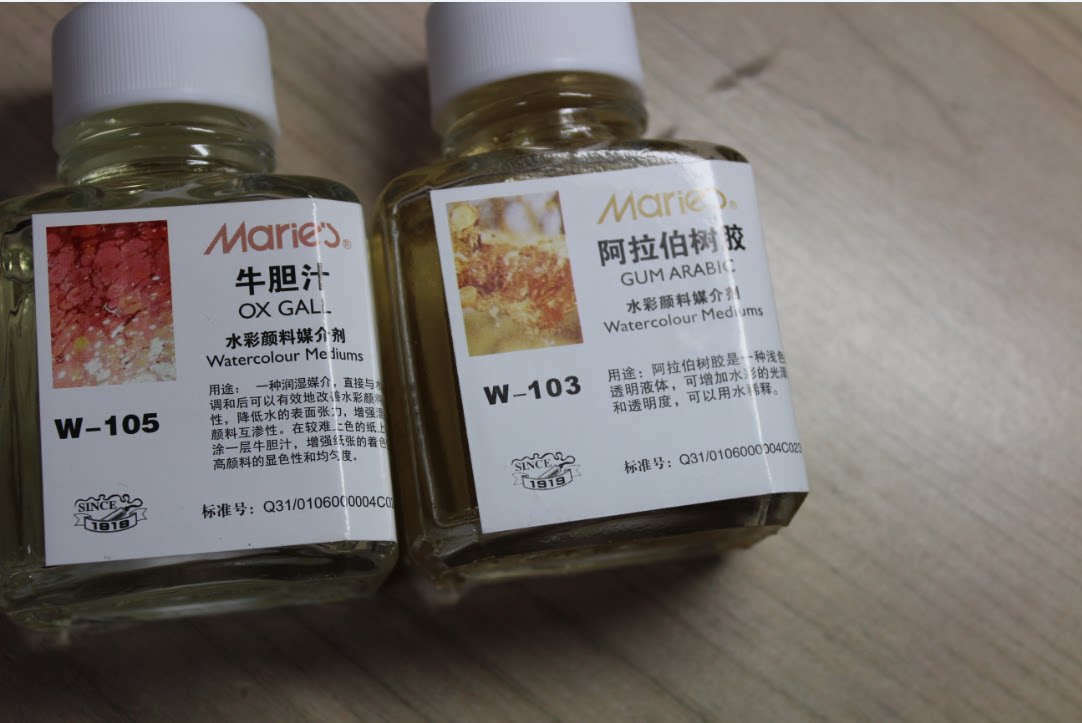 Marie's®
牛胆汁
OX GALL
水彩颜料媒介剂
Watercolour Mediums
W-105
用途： 一种润湿媒介，直接与水
调和后可以有效地改善水彩颜料
性，降低水的表面张力，增强
颜料互渗性。在较难上色的纸上
涂一层牛胆汁，增强纸张的着色
高颜料的显色性和均匀度。
SINCE
1919
标准号：Q31/0106000004C0
Marie's®
阿拉伯树胶
GUM ARABIC
水彩颜料媒介剂
Watercolour Mediums
W-103
用途：阿拉伯树胶是一种浅色
透明液体，可增加水彩的光泽
和透明度，可以用水稀释。
SINCE
1919
标准号：Q31/0106000004C023